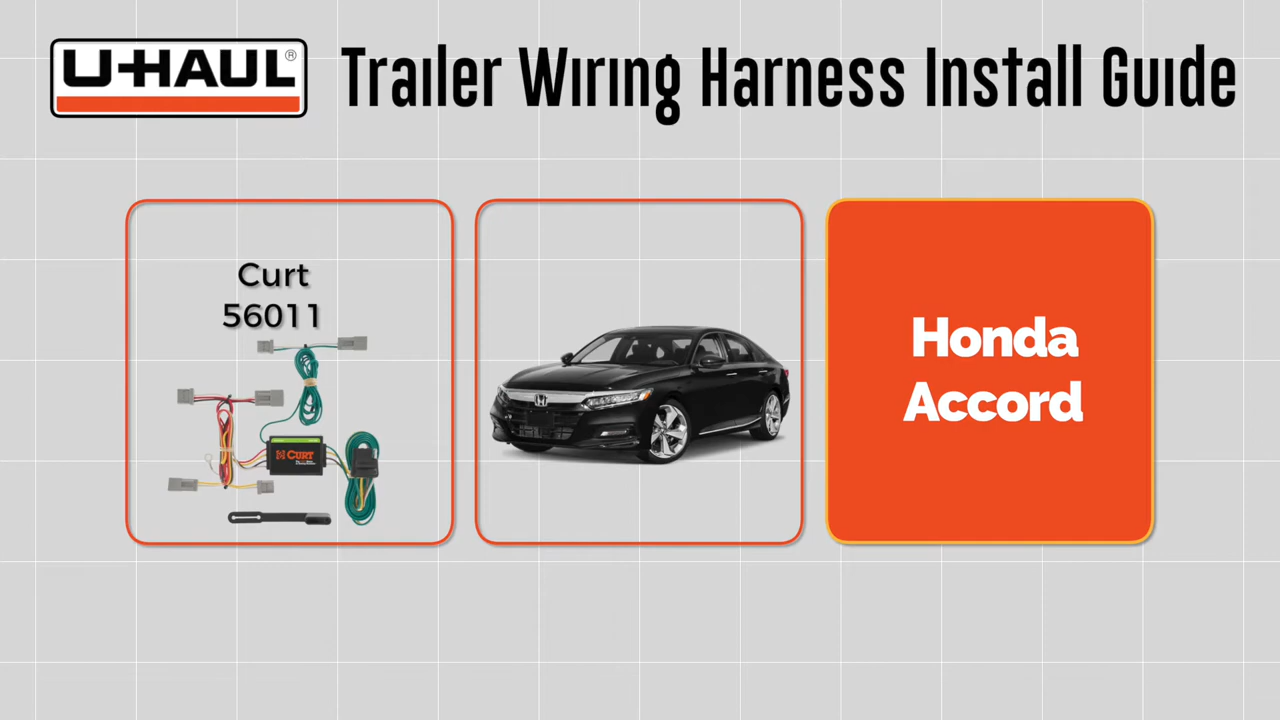 U-HAUL®
Trailer Wiring Harness Install Guide
Curt
56011
CURT
Honda
Accord